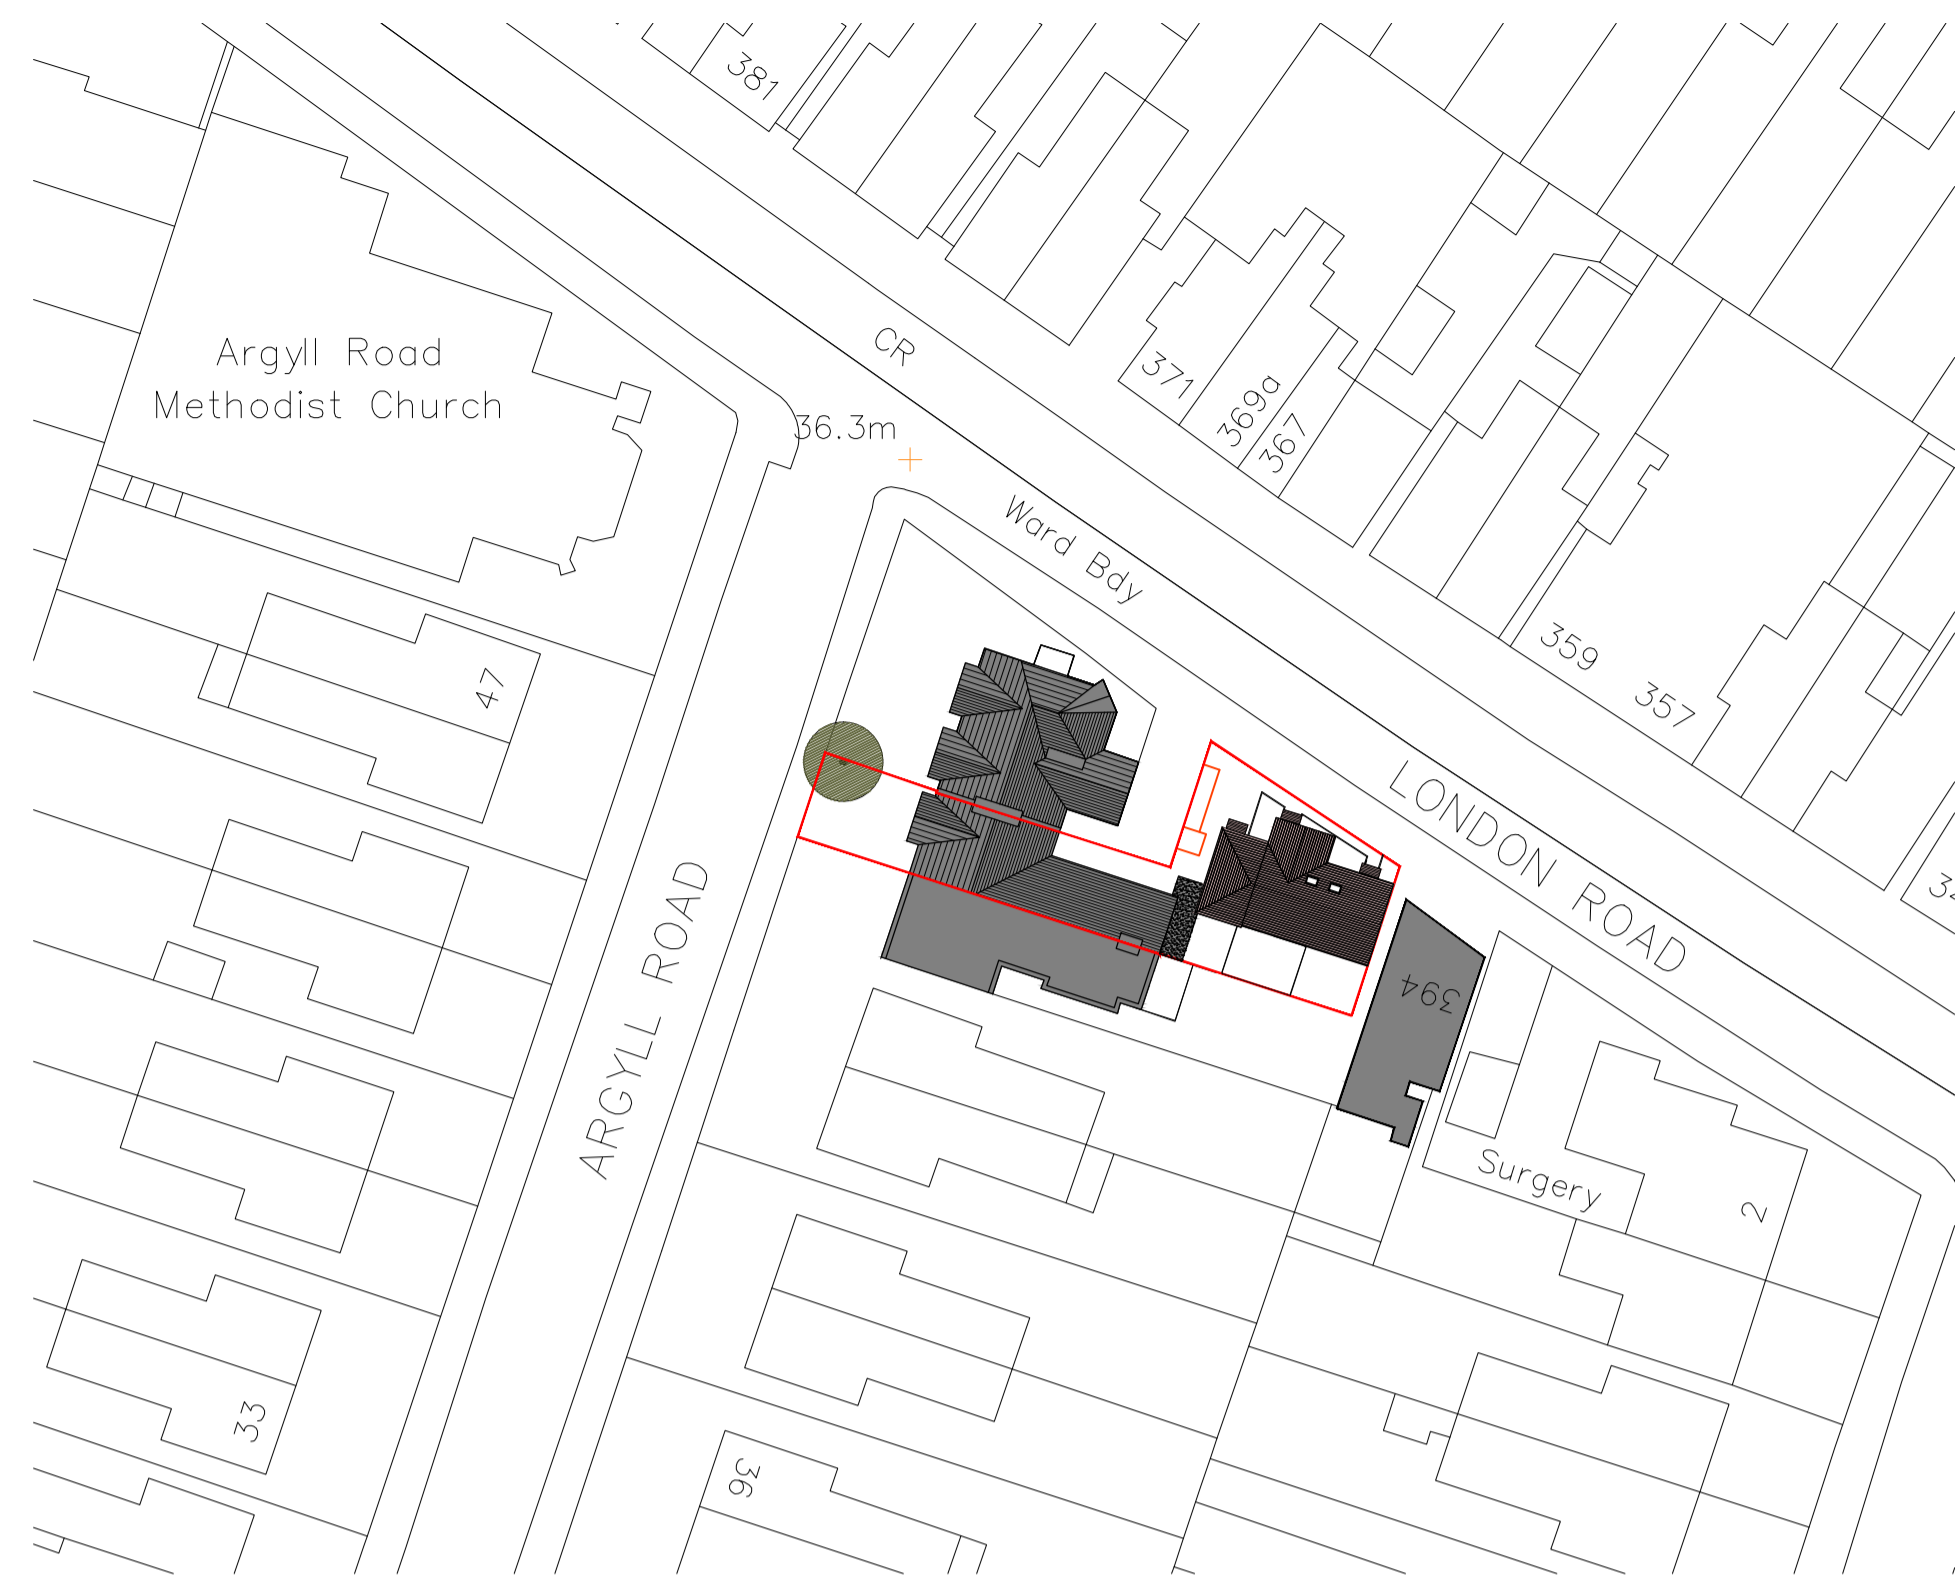 381
Argyll Road
Methodist Church
CR
36.3m
371
369a
367
Ward Bdy
47
359
357
LONDON ROAD
394
ARGYLL ROAD
Surgery
2
33
36